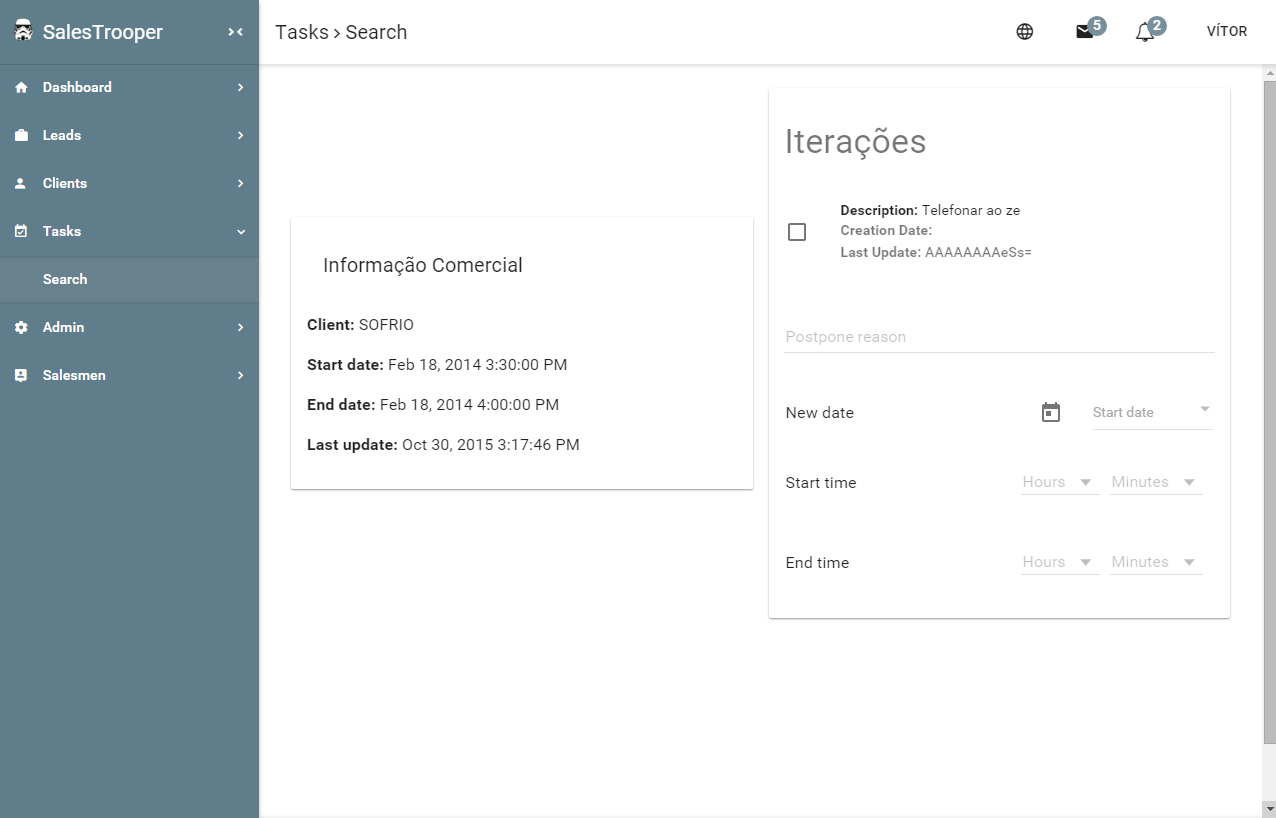 SalesTrooper
Dashboard
Leads
Clients
Tasks
Search
Admin
Salesmen
Tasks › Search
5
2
VÍTOR
Informação Comercial
Client: SOFRIO
Start date: Feb 18, 2014 3:30:00 PM
End date: Feb 18, 2014 4:00:00 PM
Last update: Oct 30, 2015 3:17:46 PM
Iterações
Description: Telefonar ao ze
Creation Date:
Last Update: AAAAAAAAeSs=
Postpone reason
New date Start date
Start time Hours Minutes
End time Hours Minutes